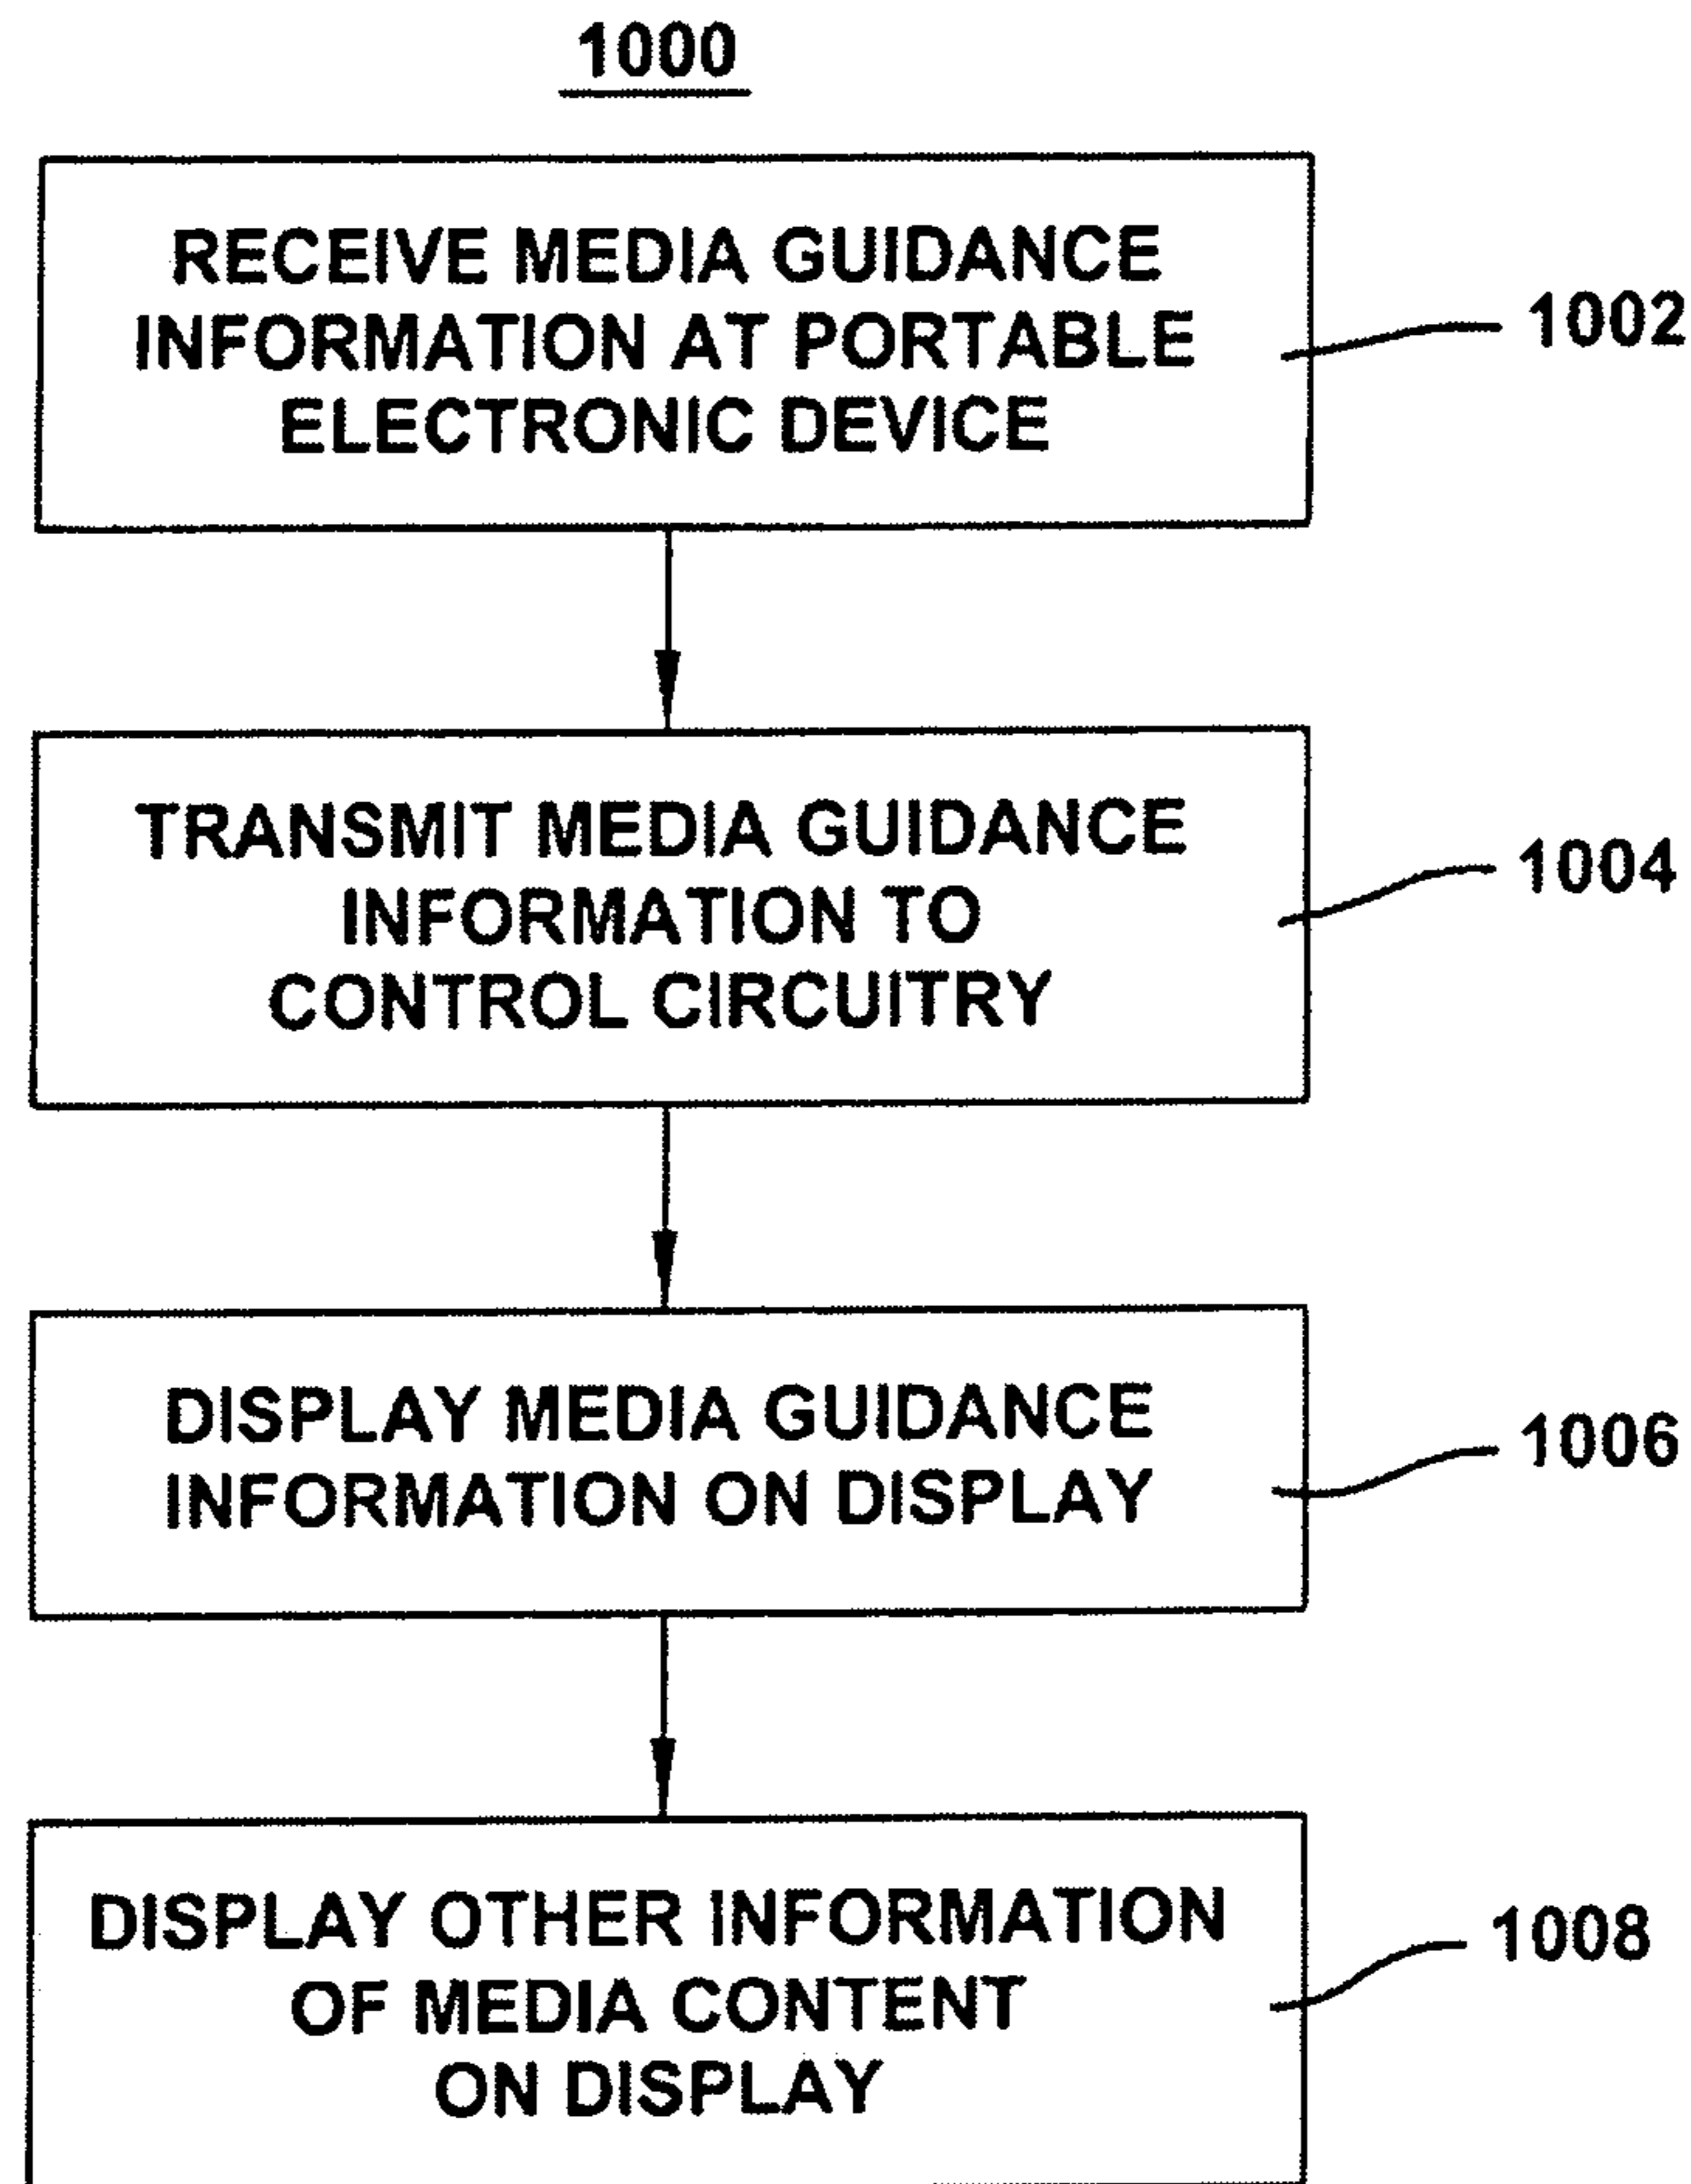 1000
RECEIVE MEDIA GUIDANCE
INFORMATION AT PORTABLE
ELECTRONIC DEVICE
1002
TRANSMIT MEDIA GUIDANCE
INFORMATION TO
CONTROL CIRCUITRY
1004
DISPLAY MEDIA GUIDANCE
INFORMATION ON DISPLAY
1006
DISPLAY OTHER INFORMATION
OF MEDIA CONTENT
ON DISPLAY
1008